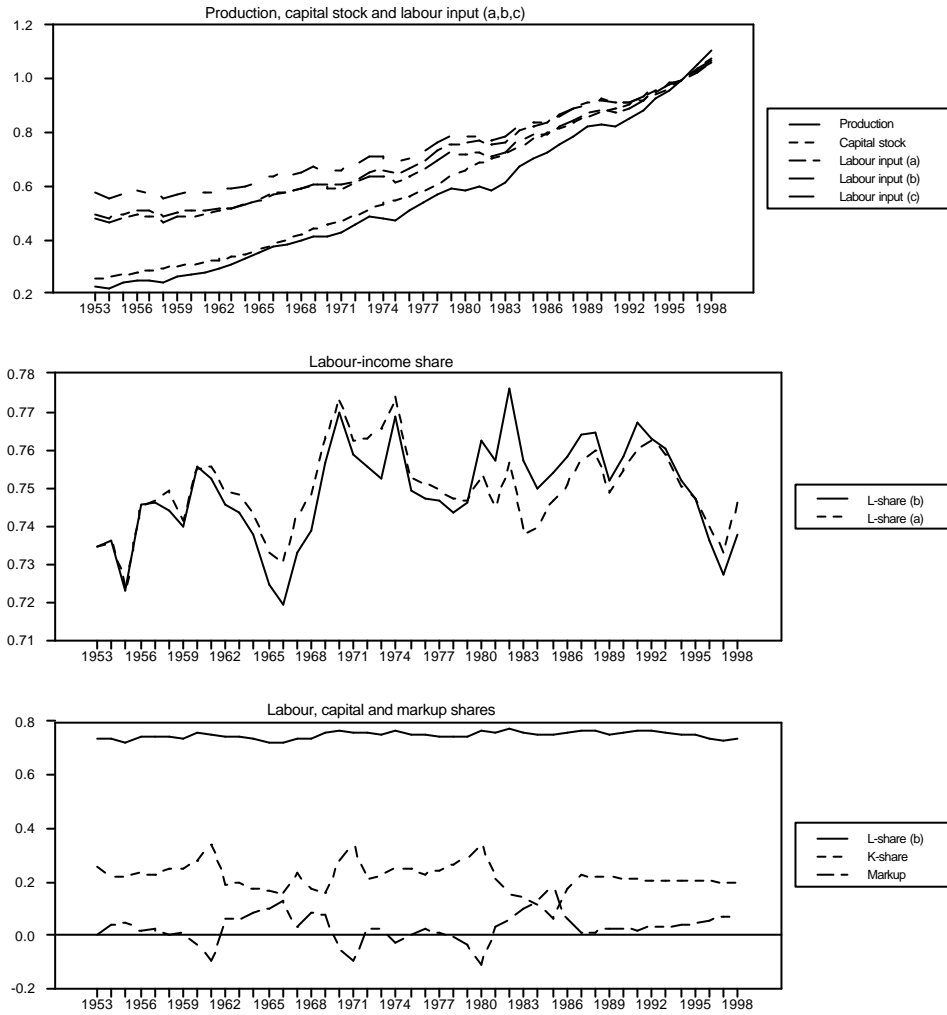 Production, capital stock and labour input (a,b,c)
1.2
1.0
0.8
0.6
0.4
0.2
1953 1956 1959 1962 1965 1968 1971 1974 1977 1980 1983 1986 1989 1992 1995 1998
Production
Capital stock
Labour input (a)
Labour input (b)
Labour input (c)
Labour-income share
0.78
0.77
0.76
0.75
0.74
0.73
0.72
0.71
1953 1956 1959 1962 1965 1968 1971 1974 1977 1980 1983 1986 1989 1992 1995 1998
L-share (b)
L-share (a)
Labour, capital and markup shares
0.8
0.6
0.4
0.2
0.0
-0.2
1953 1956 1959 1962 1965 1968 1971 1974 1977 1980 1983 1986 1989 1992 1995 1998
L-share (b)
K-share
Markup